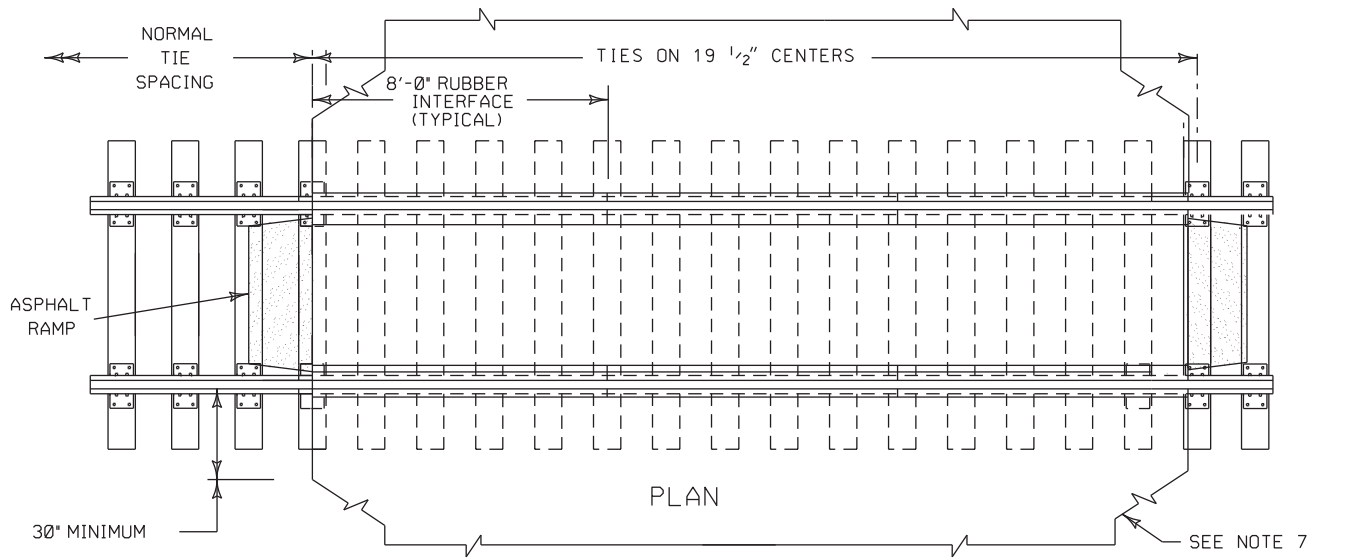 NORMAL
TIE
SPACING
TIES ON 19 1/2" CENTERS
8'-0" RUBBER
INTERFACE
(TYPICAL)
ASPHALT
RAMP
PLAN
30" MINIMUM
SEE NOTE 7